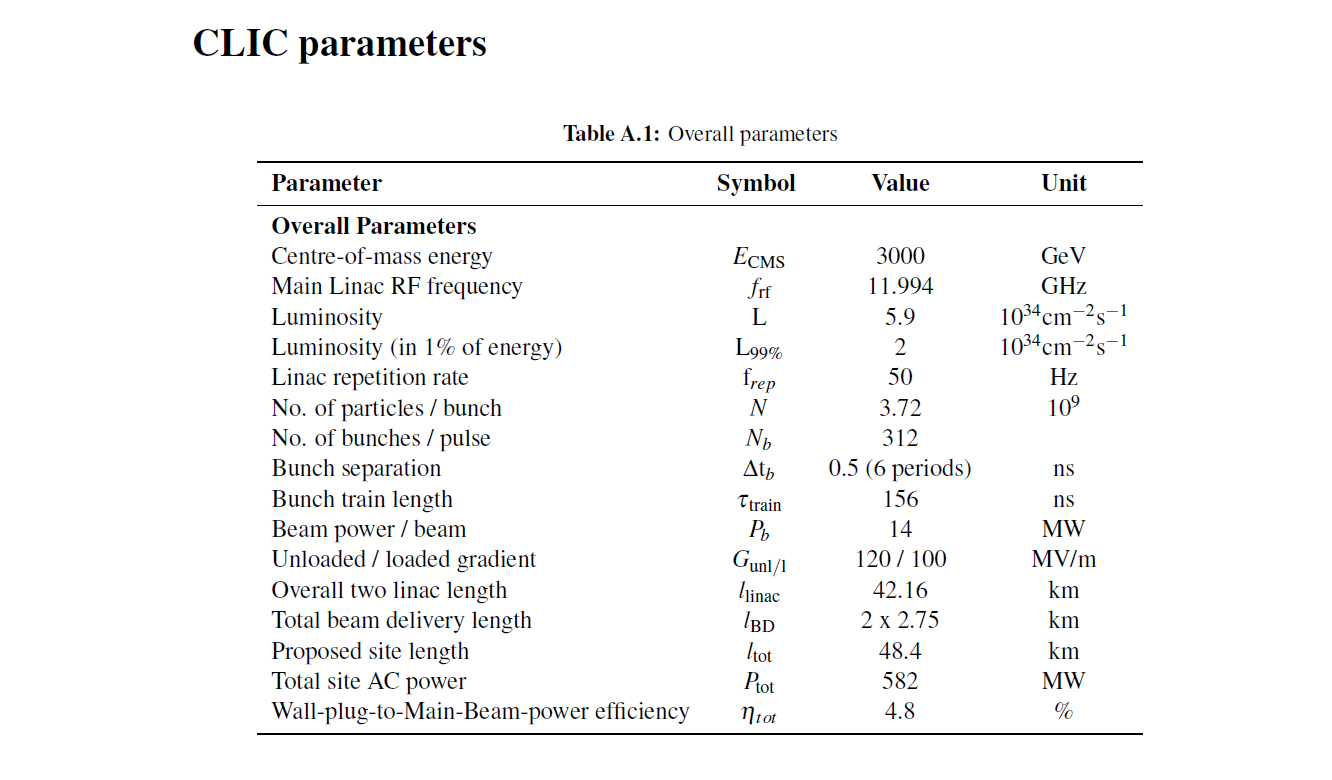 CLIC parameters
Table A.1: Overall parameters
Parameter Symbol Value Unit
Overall Parameters
Centre-of-mass energy E_CMS 3000 GeV
Main Linac RF frequency f_rf 11.994 GHz
Luminosity L 5.9 10^34 cm^−2 s^−1
Luminosity (in 1% of energy) L_99% 2 10^34 cm^−2 s^−1
Linac repetition rate f_rep 50 Hz
No. of particles / bunch N 3.72 10^9
No. of bunches / pulse N_b 312
Bunch separation Δt_b 0.5 (6 periods) ns
Bunch train length τ_train 156 ns
Beam power / beam P_b 14 MW
Unloaded / loaded gradient G_unl/l 120 / 100 MV/m
Overall two linac length l_linac 42.16 km
Total beam delivery length l_BD 2 x 2.75 km
Proposed site length l_tot 48.4 km
Total site AC power P_tot 582 MW
Wall-plug-to-Main-Beam-power efficiency η_tot 4.8 %